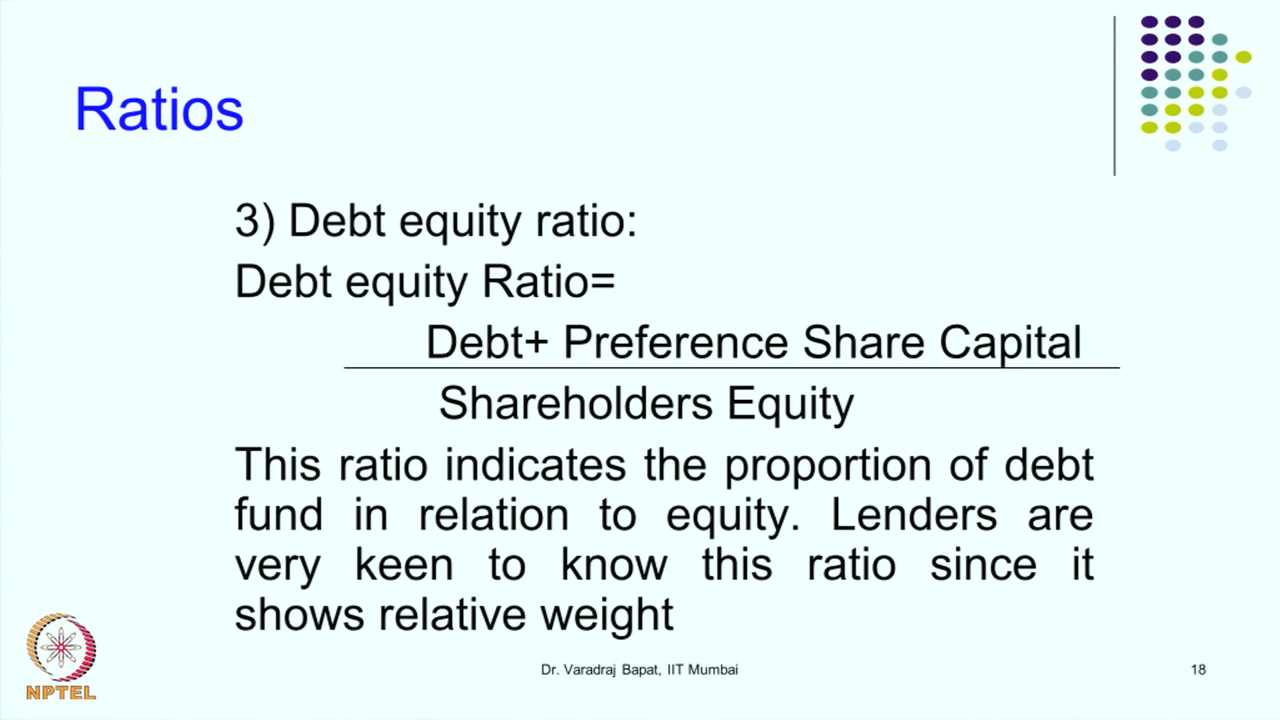 Ratios
3) Debt equity ratio:
Debt equity Ratio=
Debt+ Preference Share Capital
Shareholders Equity
This ratio indicates the proportion of debt
fund in relation to equity. Lenders are
very keen to know this ratio since it
shows relative weight
NPTEL
Dr. Varadraj Bapat, IIT Mumbai
18